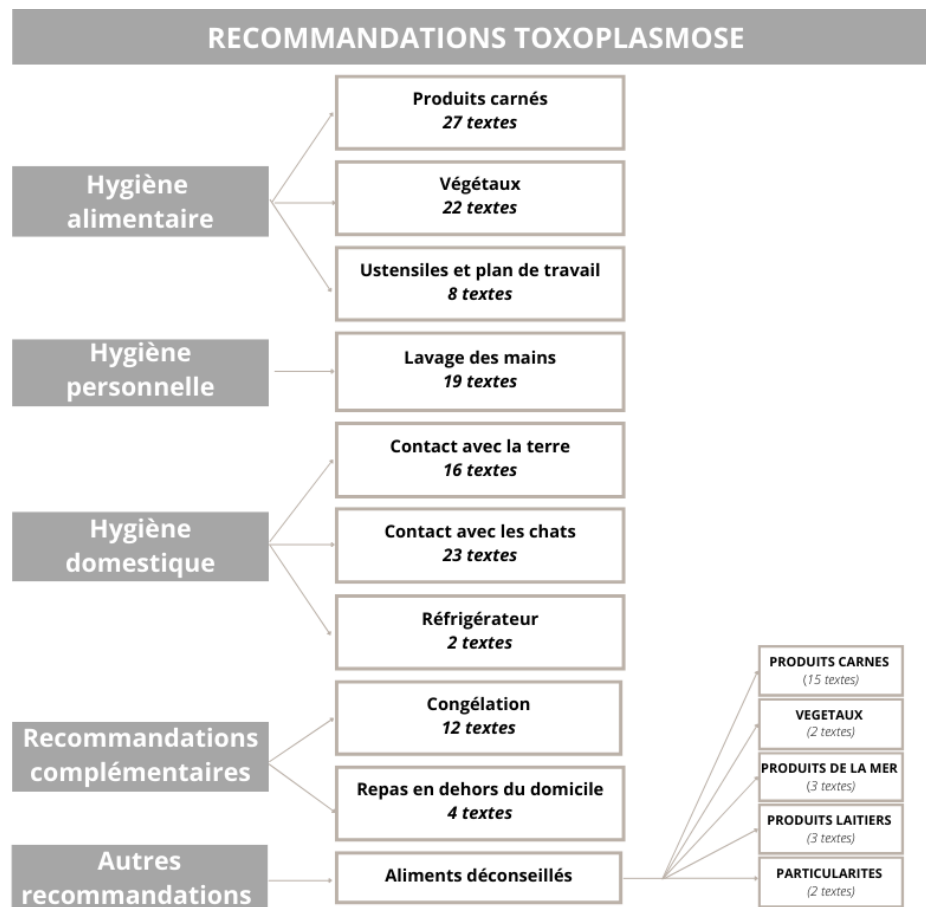 RECOMMANDATIONS TOXOPLASMOSE
Hygiène
alimentaire
Produits carnés
27 textes
Végétaux
22 textes
Ustensiles et plan de travail
8 textes
Hygiène
personnelle
Lavage des mains
19 textes
Hygiène
domestique
Contact avec la terre
16 textes
Contact avec les chats
23 textes
Réfrigérateur
2 textes
Recommandations
complémentaires
Congélation
12 textes
Repas en dehors du domicile
4 textes
Autres
recommandations
Aliments déconseillés
PRODUITS CARNES
(15 textes)
VEGETAUX
(2 textes)
PRODUITS DE LA MER
(3 textes)
PRODUITS LAITIERS
(3 textes)
PARTICULARITES
(2 textes)